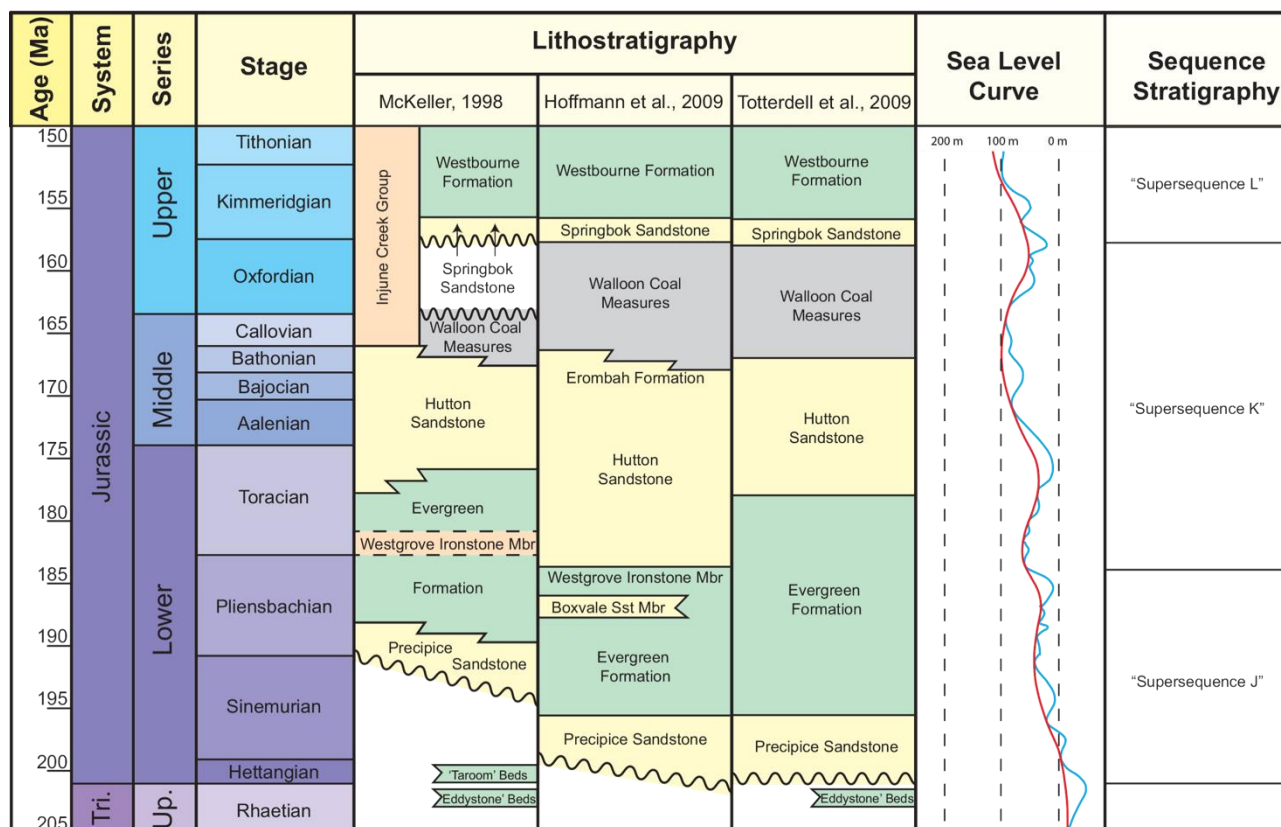 Age (Ma)
System
Series
Stage
Lithostratigraphy
McKeller, 1998
Hoffmann et al., 2009
Totterdell et al., 2009
Sea Level
Curve
Sequence
Stratigraphy
150
155
160
165
170
175
180
185
190
195
200
205
Jurassic
Tri.
Upper
Middle
Lower
Up.
Tithonian
Kimmeridgian
Oxfordian
Callovian
Bathonian
Bajocian
Aalenian
Toracian
Pliensbachian
Sinemurian
Hettangian
Rhaetian
Injune Creek Group
Westbourne
Formation
Springbok
Sandstone
Walloon Coal
Measures
Hutton
Sandstone
Evergreen
Westgrove Ironstone Mbr
Formation
Precipice
Sandstone
'Taroom' Beds
Eddystone' Beds
Westbourne Formation
Springbok Sandstone
Walloon Coal
Measures
Erombah Formation
Hutton
Sandstone
Westgrove Ironstone Mbr
Boxvale Sst Mbr
Evergreen
Formation
Precipice Sandstone
Westbourne
Formation
Springbok Sandstone
Walloon Coal
Measures
Hutton
Sandstone
Evergreen
Formation
Precipice Sandstone
Eddystone' Beds
200 m 100 m 0 m
“Supersequence L”
“Supersequence K”
“Supersequence J”